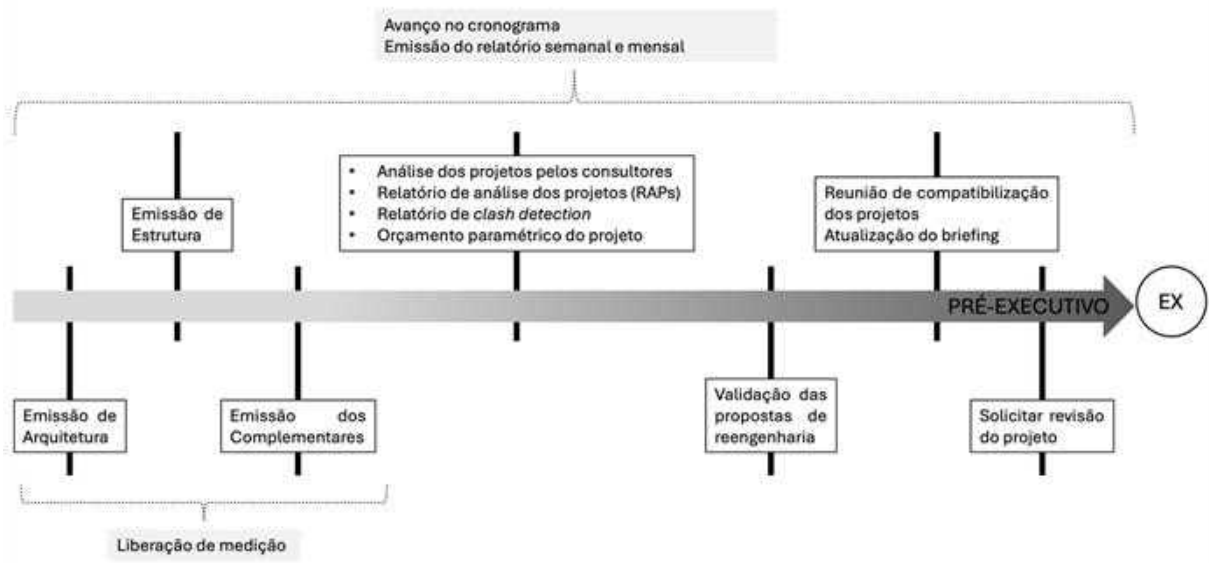 Avanço no cronograma
Emissão do relatório semanal e mensal
Emissão de
Estrutura
• Análise dos projetos pelos consultores
• Relatório de análise dos projetos (RAPs)
• Relatório de clash detection
• Orçamento paramétrico do projeto
Reunião de compatibilização
dos projetos
Atualização do briefing
PRÉ-EXECUTIVO
EX
Emissão de
Arquitetura
Emissão dos
Complementares
Validação das
propostas de
reengenharia
Solicitar revisão
do projeto
Liberação de medição